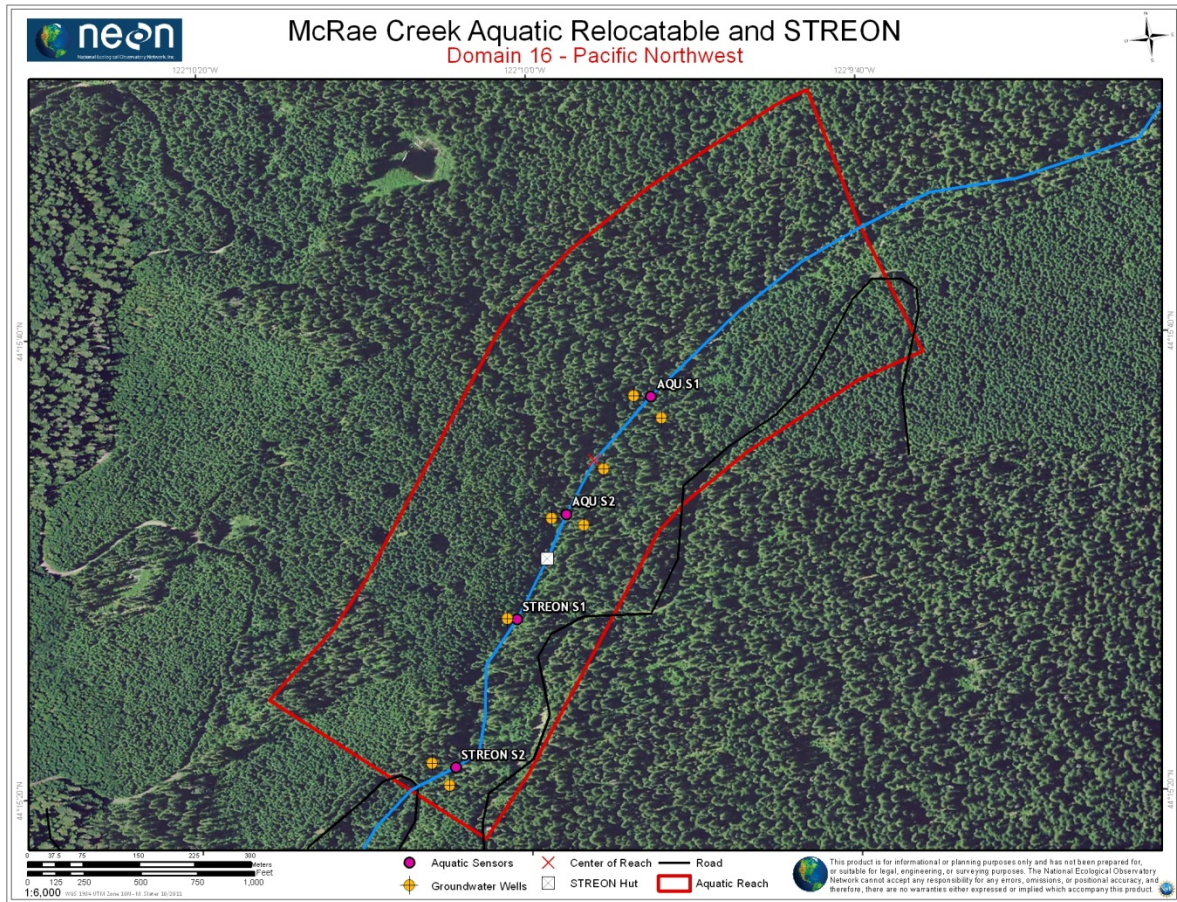 neon
National Ecological Observatory Network, Inc.
McRae Creek Aquatic Relocatable and STREON
Domain 16 - Pacific Northwest
122°10'20"W
122°10'0"W
122°9'40"W
44°15'40"N
44°15'40"N
AQU S1
AQU S2
STREON S1
STREON S2
44°15'20"N
44°15'20"N
0 37.5 75 150 225 300
Meters
Feet
0 125 250 500 750 1,000
1:6,000
Aquatic Sensors
Groundwater Wells
Center of Reach
STREON Hut
Road
Aquatic Reach
This product is for informational or planning purposes only and has not been prepared for,
or suitable for legal, engineering, or surveying purposes. The National Ecological Observatory
Network cannot accept any responsibility for any errors, omissions, or positional accuracy, and
therefore, there are no warranties either expressed or implied which accompany this product.